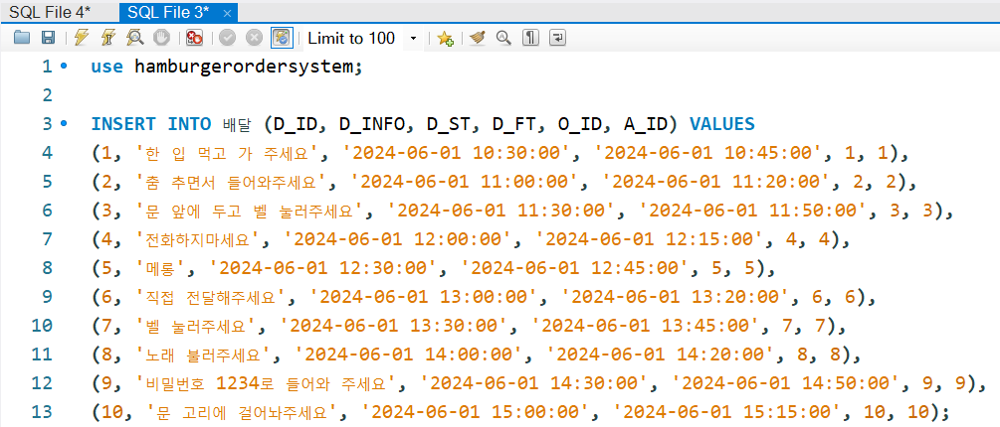 SQL File 4* SQL File 3* ×
Limit to 100
1 use hamburgerordersystem;
2
3 INSERT INTO 배달 (D_ID, D_INFO, D_ST, D_FT, O_ID, A_ID) VALUES
4 (1, '한 입 먹고 가 주세요', '2024-06-01 10:30:00', '2024-06-01 10:45:00', 1, 1),
5 (2, '춤 추면서 들어와주세요', '2024-06-01 11:00:00', '2024-06-01 11:20:00', 2, 2),
6 (3, '문 앞에 두고 벨 눌러주세요', '2024-06-01 11:30:00', '2024-06-01 11:50:00', 3, 3),
7 (4, '전화하지마세요', '2024-06-01 12:00:00', '2024-06-01 12:15:00', 4, 4),
8 (5, '메롱', '2024-06-01 12:30:00', '2024-06-01 12:45:00', 5, 5),
9 (6, '직접 전달해주세요', '2024-06-01 13:00:00', '2024-06-01 13:20:00', 6, 6),
10 (7, '벨 눌러주세요', '2024-06-01 13:30:00', '2024-06-01 13:45:00', 7, 7),
11 (8, '노래 불러주세요', '2024-06-01 14:00:00', '2024-06-01 14:20:00', 8, 8),
12 (9, '비밀번호 1234로 들어와 주세요', '2024-06-01 14:30:00', '2024-06-01 14:50:00', 9, 9),
13 (10, '문 고리에 걸어놔주세요', '2024-06-01 15:00:00', '2024-06-01 15:15:00', 10, 10);